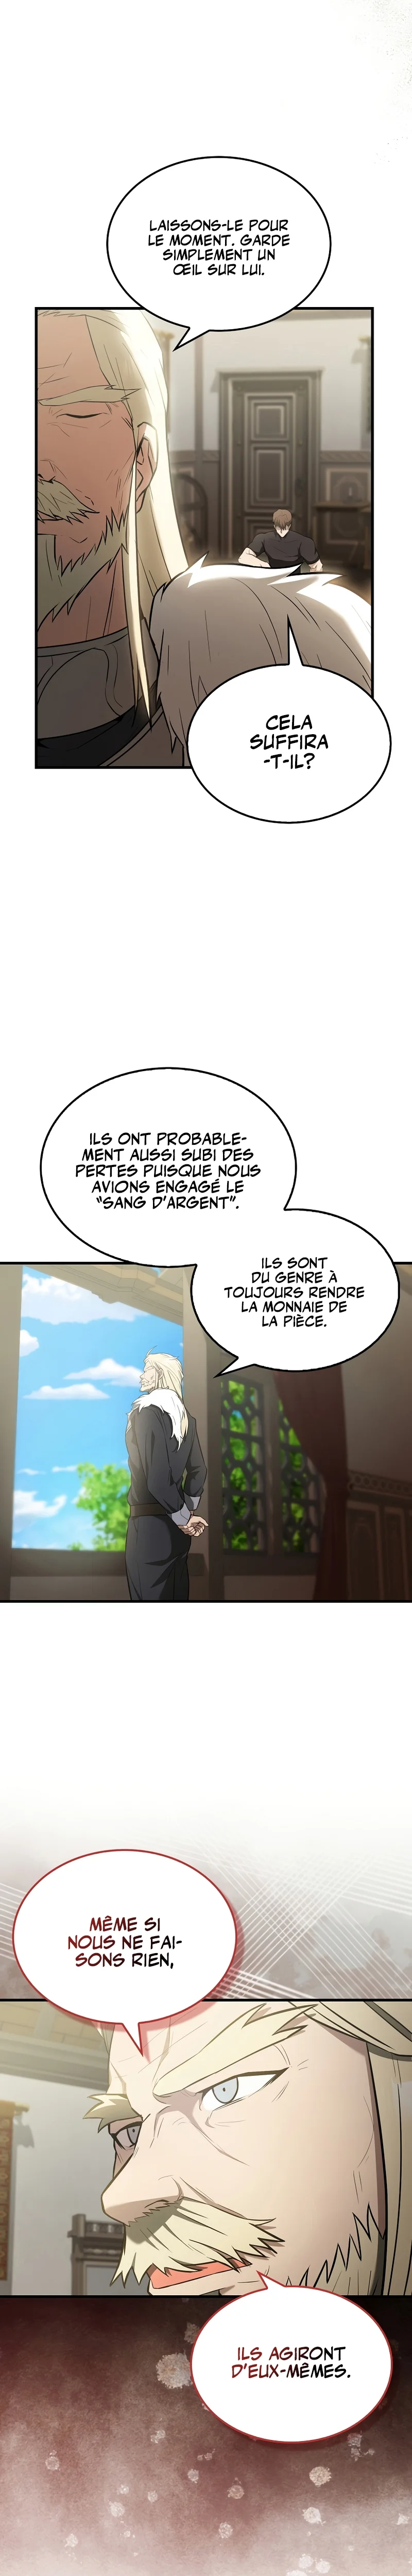 LAISSONS-LE POUR
LE MOMENT. GARDE
SIMPLEMENT UN
ŒIL SUR LUI.
CELA
SUFFIRA
-T-IL?
ILS ONT PROBABLE-
MENT AUSSI SUBI DES
PERTES PUISQUE NOUS
AVIONS ENGAGÉ LE
"SANG D'ARGENT".
ILS SONT
DU GENRE À
TOUJOURS RENDRE
LA MONNAIE DE
LA PIÈCE.
MÊME SI
NOUS NE FAI-
SONS RIEN,
ILS AGIRONT
D'EUX-MÊMES.